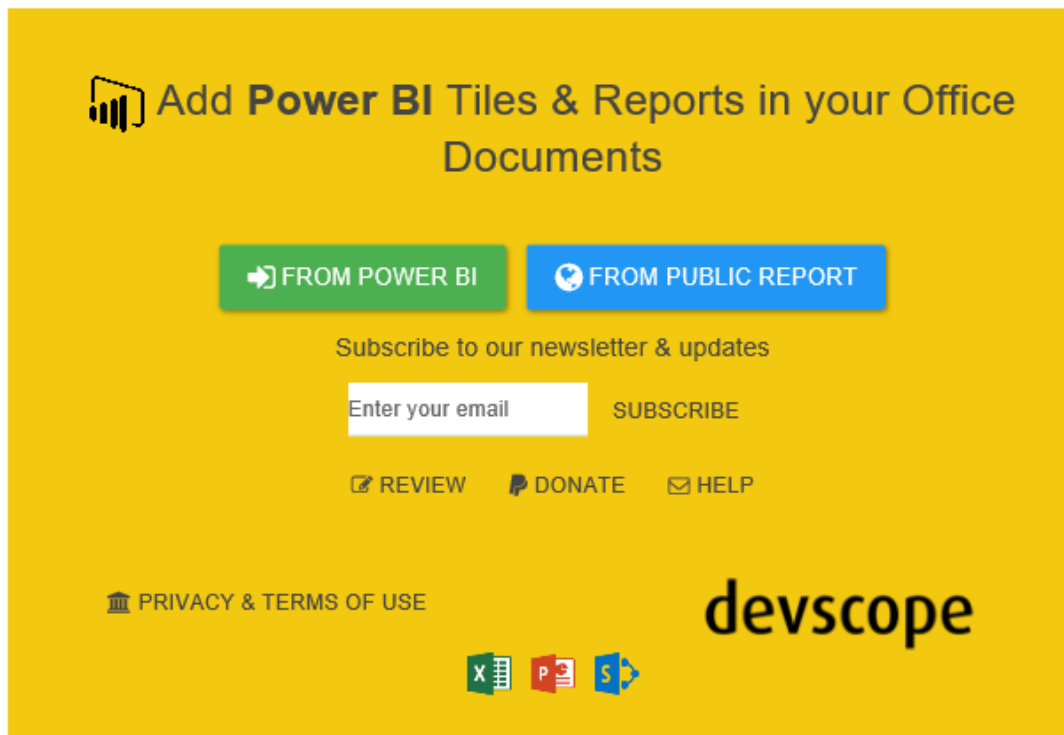 Add Power BI Tiles & Reports in your Office
Documents
FROM POWER BI
FROM PUBLIC REPORT
Subscribe to our newsletter & updates
Enter your email
SUBSCRIBE
REVIEW
DONATE
HELP
PRIVACY & TERMS OF USE
devscope
X
P
S